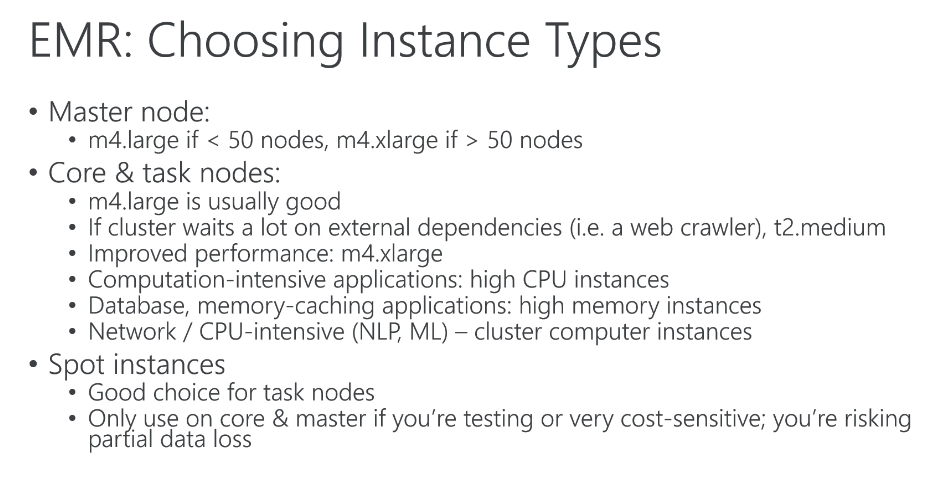 EMR: Choosing Instance Types
• Master node:
• m4.large if < 50 nodes, m4.xlarge if > 50 nodes
• Core & task nodes:
• m4.large is usually good
• If cluster waits a lot on external dependencies (i.e. a web crawler), t2.medium
• Improved performance: m4.xlarge
• Computation-intensive applications: high CPU instances
• Database, memory-caching applications: high memory instances
• Network / CPU-intensive (NLP, ML) – cluster computer instances
• Spot instances
• Good choice for task nodes
• Only use on core & master if you're testing or very cost-sensitive; you're risking
partial data loss